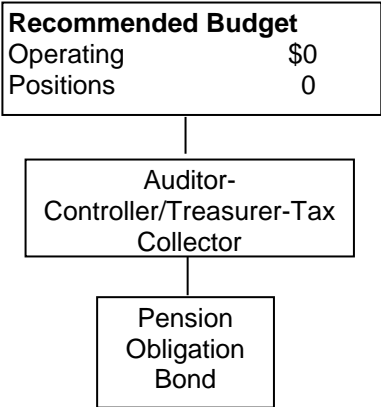 Recommended Budget
Operating $0
Positions 0
Auditor-
Controller/Treasurer-Tax
Collector
Pension
Obligation
Bond